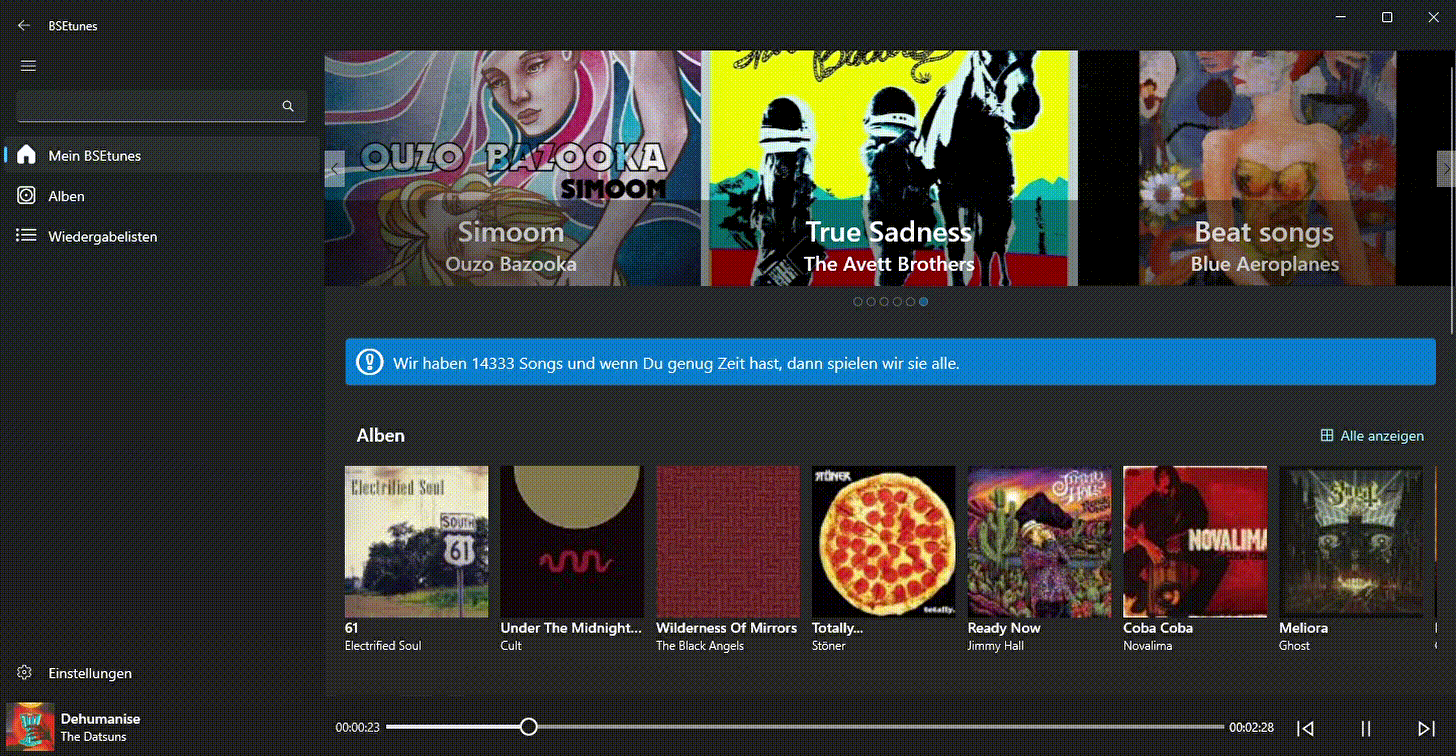 BSEtunes
Mein BSEtunes
Alben
Wiedergabelisten
Einstellungen
OUZO BAZOOKA
SIMOOM
Simoom
Ouzo Bazooka
True Sadness
The Avett Brothers
Beat songs
Blue Aeroplanes
Wir haben 14333 Songs und wenn Du genug Zeit hast, dann spielen wir sie alle.
Alben
Alle anzeigen
Electrified Soul
SOUTH
61
STÖNER
totally.
NOVALIMA
Ghost
61
Electrified Soul
Under The Midnight...
Cult
Wilderness Of Mirrors
The Black Angels
Totally...
Stöner
Ready Now
Jimmy Hall
Coba Coba
Novalima
Meliora
Ghost
Dehumanise
The Datsuns
00:00:23
00:02:28